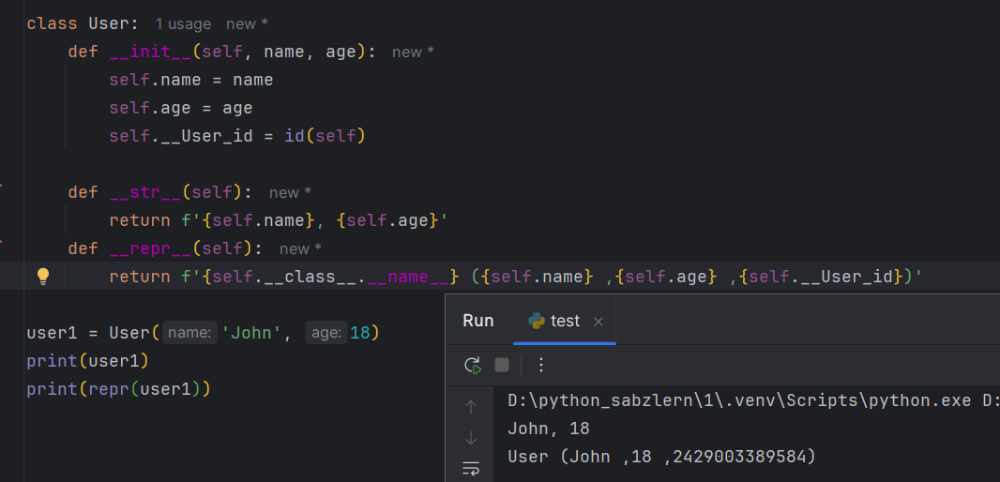 class User: 1 usage new *
def __init__(self, name, age): new *
self.name = name
self.age = age
self.__User_id = id(self)
def __str__(self): new *
return f'{self.name}, {self.age}'
def __repr__(self): new *
return f'{self.__class__.__name__} ({self.name} ,{self.age} ,{self.__User_id})'
user1 = User( name: 'John', age: 18)
print(user1)
print(repr(user1))
Run test ×
D:\python_sabzlern\1\.venv\Scripts\python.exe D:
John, 18
User (John ,18 ,2429003389584)